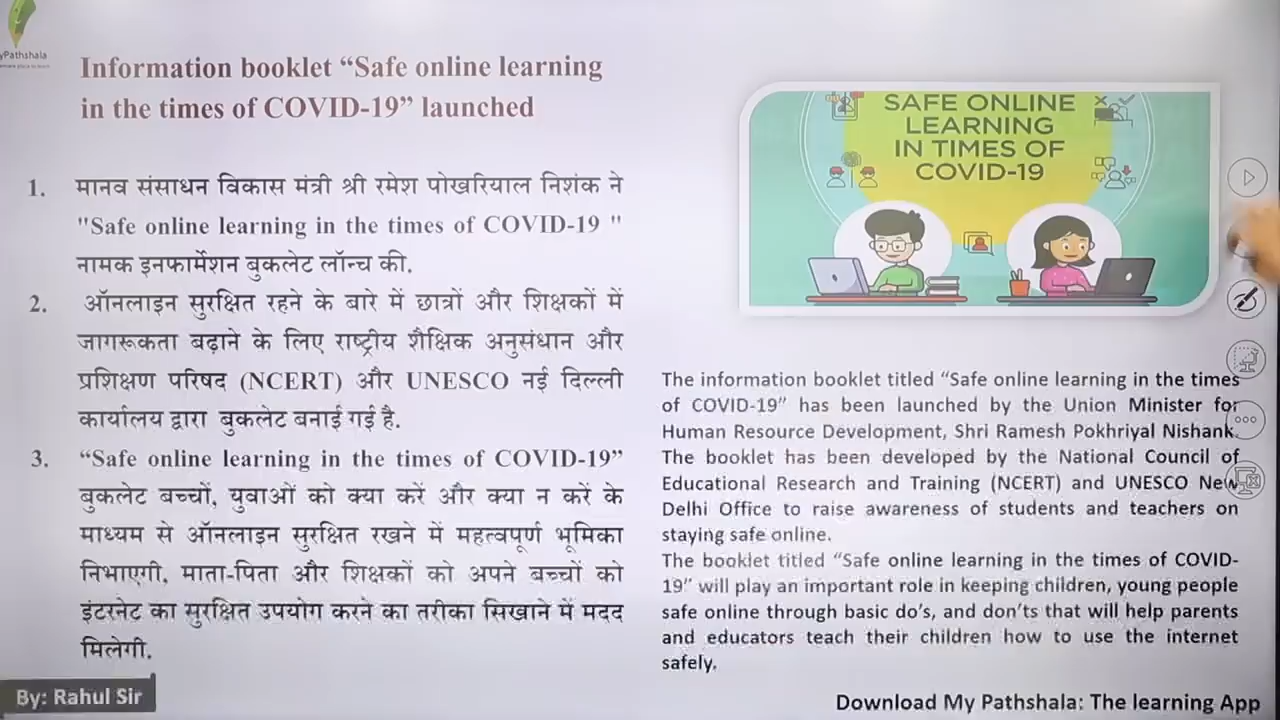 yPathshala
Information booklet “Safe online learning
in the times of COVID-19” launched
1. मानव संसाधन विकास मंत्री श्री रमेश पोखरियाल निशंक ने
"Safe online learning in the times of COVID-19 "
नामक इनफार्मेशन बुकलेट लॉन्च की.
2. ऑनलाइन सुरक्षित रहने के बारे में छात्रों और शिक्षकों में
जागरूकता बढ़ाने के लिए राष्ट्रीय शैक्षिक अनुसंधान और
प्रशिक्षण परिषद (NCERT) और UNESCO नई दिल्ली
कार्यालय द्वारा बुकलेट बनाई गई है.
3. “Safe online learning in the times of COVID-19”
बुकलेट बच्चों, युवाओं को क्या करें और क्या न करें के
माध्यम से ऑनलाइन सुरक्षित रखने में महत्वपूर्ण भूमिका
निभाएगी, माता-पिता और शिक्षकों को अपने बच्चों को
इंटरनेट का सुरक्षित उपयोग करने का तरीका सिखाने में मदद
मिलेगी.
SAFE ONLINE
LEARNING
IN TIMES OF
COVID-19
The information booklet titled “Safe online learning in the times
of COVID-19” has been launched by the Union Minister for
Human Resource Development, Shri Ramesh Pokhriyal Nishank.
The booklet has been developed by the National Council of
Educational Research and Training (NCERT) and UNESCO New
Delhi Office to raise awareness of students and teachers on
staying safe online.
The booklet titled “Safe online learning in the times of COVID-
19” will play an important role in keeping children, young people
safe online through basic do’s, and don’ts that will help parents
and educators teach their children how to use the internet
safely.
By: Rahul Sir
Download My Pathshala: The learning App